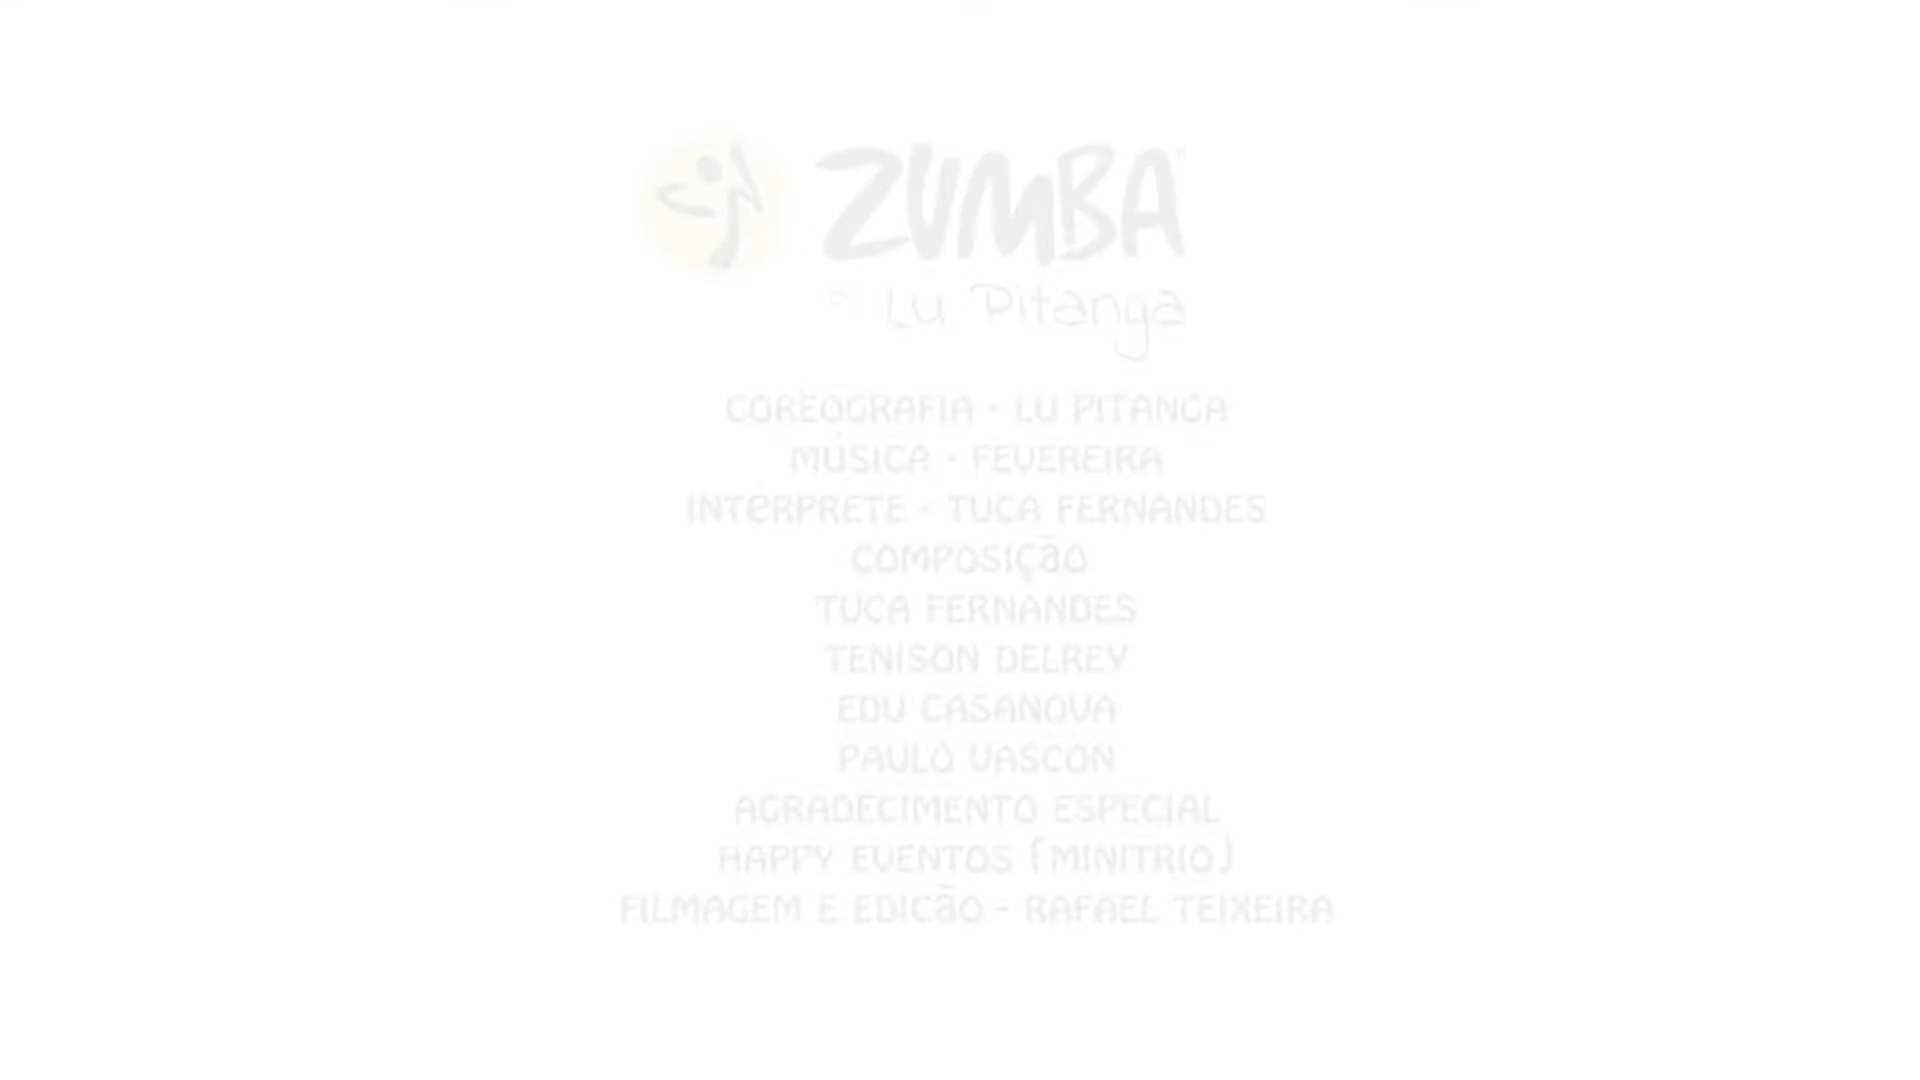 ZUMBA
Lu Pitanga
COREOGRAFIA - LU PITANGA
MÚSICA - FEVEREIRA
INTÉRPRETE - TUCA FERNANDES
COMPOSIÇÃO
TUCA FERNANDES
TENISON DELREY
EDU CASANOVA
PAULO VASCON
AGRADECIMENTO ESPECIAL
HAPPY EVENTOS (MINITRIO)
FILMAGEM E EDICÃO - RAFAEL TEIXEIRA